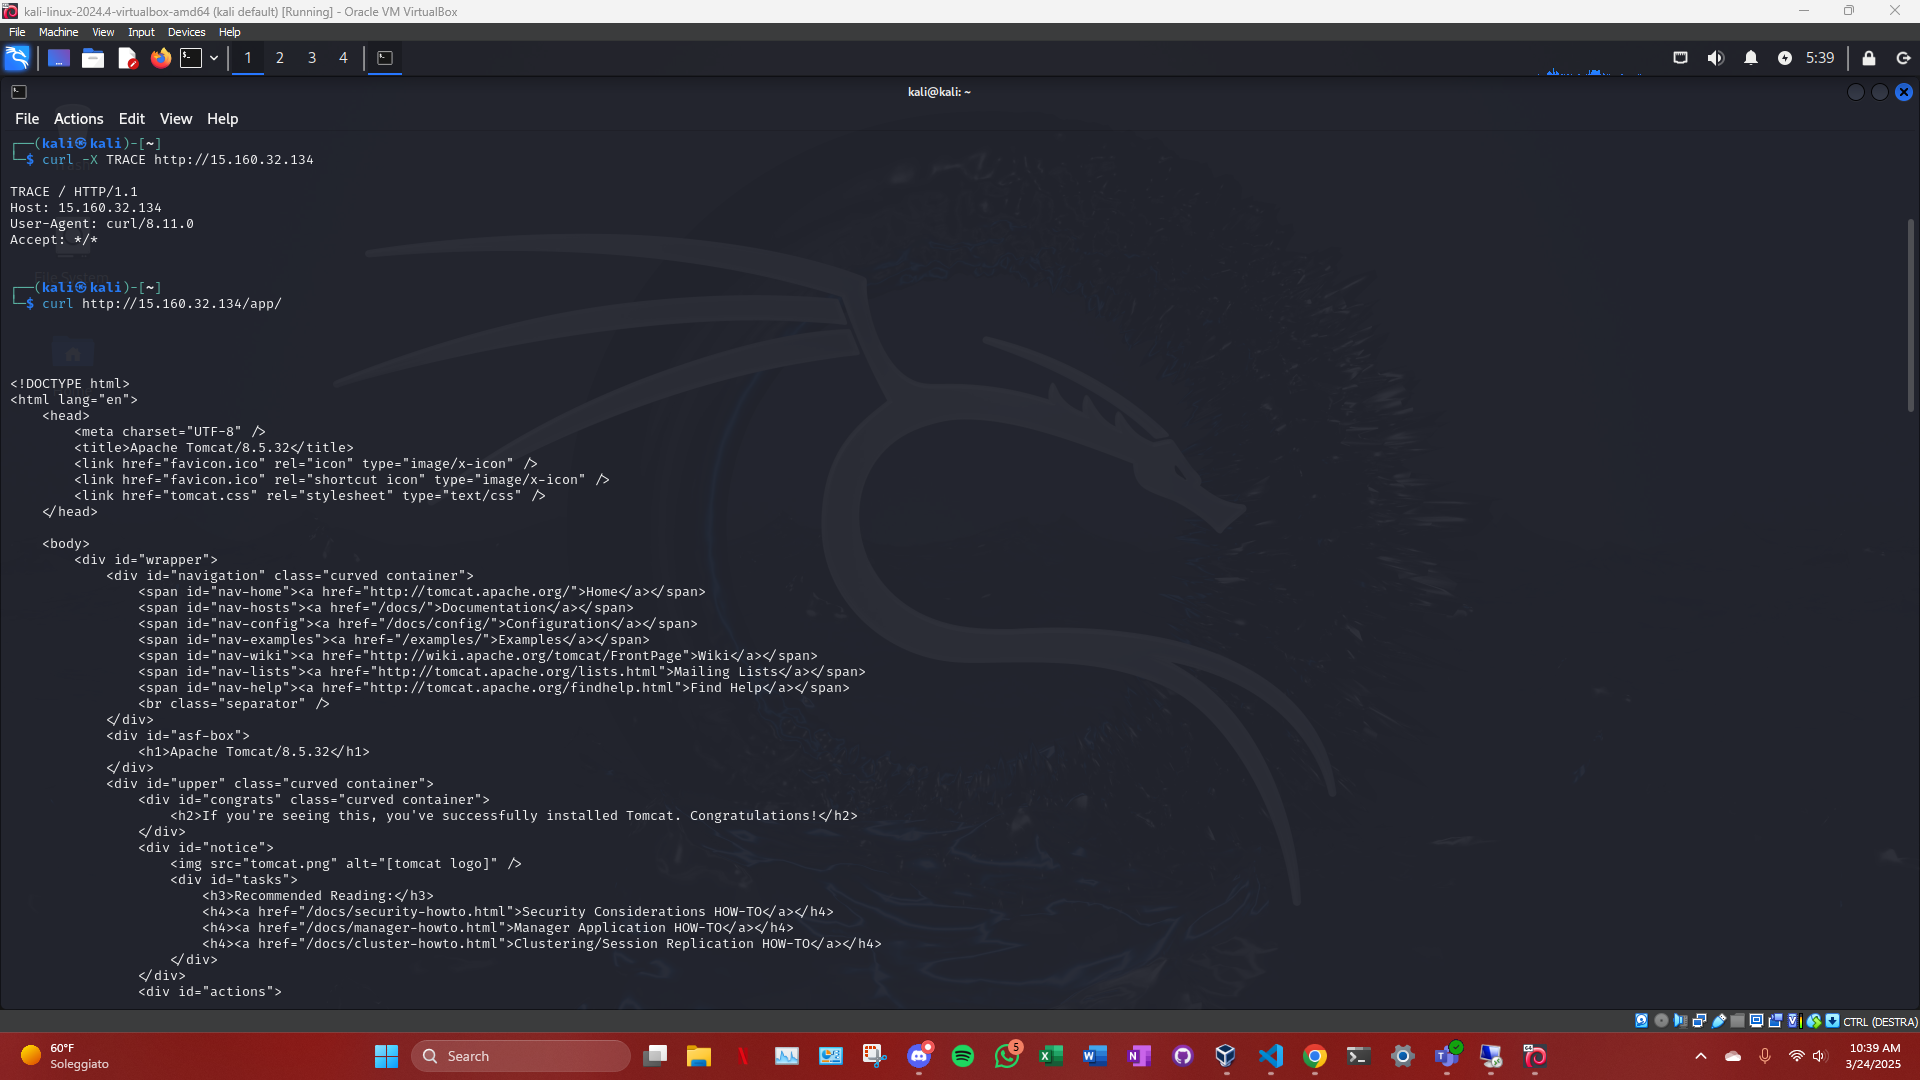 kali-linux-2024.4-virtualbox-amd64 (kali default) [Running] - Oracle VM VirtualBox
File Machine View Input Devices Help
1 2 3 4 5:39
kali@kali: ~
File Actions Edit View Help
┌──(kali㉿kali)-[~]
└─$ curl -X TRACE http://15.160.32.134
TRACE / HTTP/1.1
Host: 15.160.32.134
User-Agent: curl/8.11.0
Accept: */*
File System
┌──(kali㉿kali)-[~]
└─$ curl http://15.160.32.134/app/
<!DOCTYPE html>
<html lang="en">
    <head>
        <meta charset="UTF-8" />
        <title>Apache Tomcat/8.5.32</title>
        <link href="favicon.ico" rel="icon" type="image/x-icon" />
        <link href="favicon.ico" rel="shortcut icon" type="image/x-icon" />
        <link href="tomcat.css" rel="stylesheet" type="text/css" />
    </head>
    <body>
        <div id="wrapper">
            <div id="navigation" class="curved container">
                <span id="nav-home"><a href="http://tomcat.apache.org/">Home</a></span>
                <span id="nav-hosts"><a href="/docs/">Documentation</a></span>
                <span id="nav-config"><a href="/docs/config/">Configuration</a></span>
                <span id="nav-examples"><a href="/examples/">Examples</a></span>
                <span id="nav-wiki"><a href="http://wiki.apache.org/tomcat/FrontPage">Wiki</a></span>
                <span id="nav-lists"><a href="http://tomcat.apache.org/lists.html">Mailing Lists</a></span>
                <span id="nav-help"><a href="http://tomcat.apache.org/findhelp.html">Find Help</a></span>
                <br class="separator" />
            </div>
            <div id="asf-box">
                <h1>Apache Tomcat/8.5.32</h1>
            </div>
            <div id="upper" class="curved container">
                <div id="congrats" class="curved container">
                    <h2>If you're seeing this, you've successfully installed Tomcat. Congratulations!</h2>
                </div>
                <div id="notice">
                    <img src="tomcat.png" alt="[tomcat logo]" />
                    <div id="tasks">
                        <h3>Recommended Reading:</h3>
                        <h4><a href="/docs/security-howto.html">Security Considerations HOW-TO</a></h4>
                        <h4><a href="/docs/manager-howto.html">Manager Application HOW-TO</a></h4>
                        <h4><a href="/docs/cluster-howto.html">Clustering/Session Replication HOW-TO</a></h4>
                    </div>
                </div>
                <div id="actions">
CTRL (DESTRA)
60°F
Soleggiato
Search
5
10:39 AM
3/24/2025